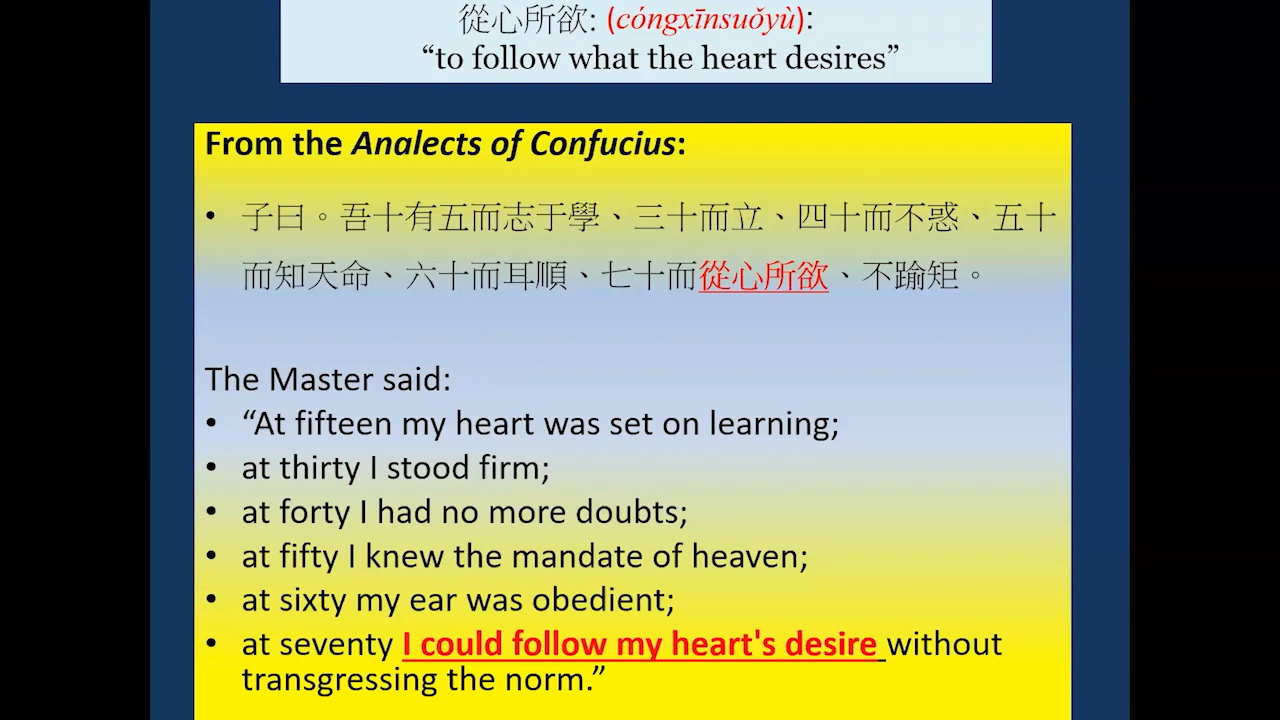 從心所欲: (cóngxīnsuǒyù):
“to follow what the heart desires”
From the Analects of Confucius:
• 子曰。吾十有五而志于學、三十而立、四十而不惑、五十
而知天命、六十而耳順、七十而從心所欲、不踰矩。
The Master said:
• “At fifteen my heart was set on learning;
• at thirty I stood firm;
• at forty I had no more doubts;
• at fifty I knew the mandate of heaven;
• at sixty my ear was obedient;
• at seventy I could follow my heart's desire without
transgressing the norm.”